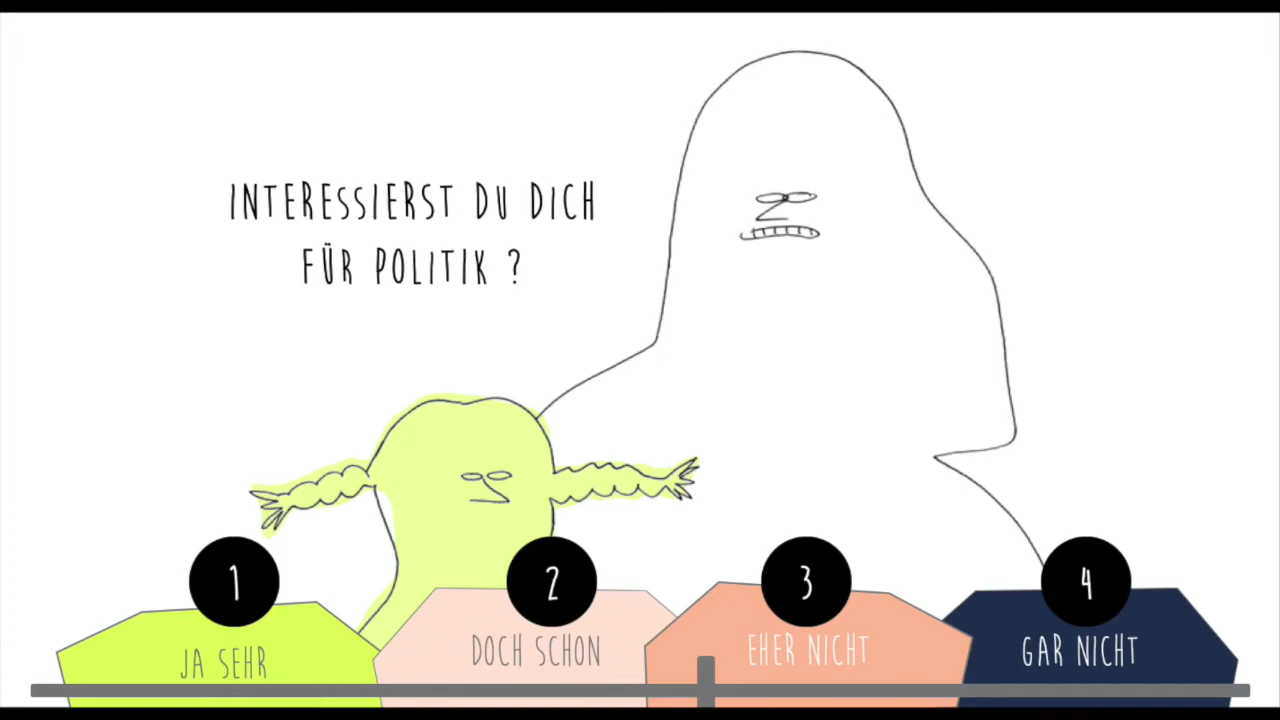 INTERESSIERST DU DICH
FÜR POLITIK ?
1
2
3
4
JA SEHR
DOCH SCHON
EHER NICHT
GAR NICHT